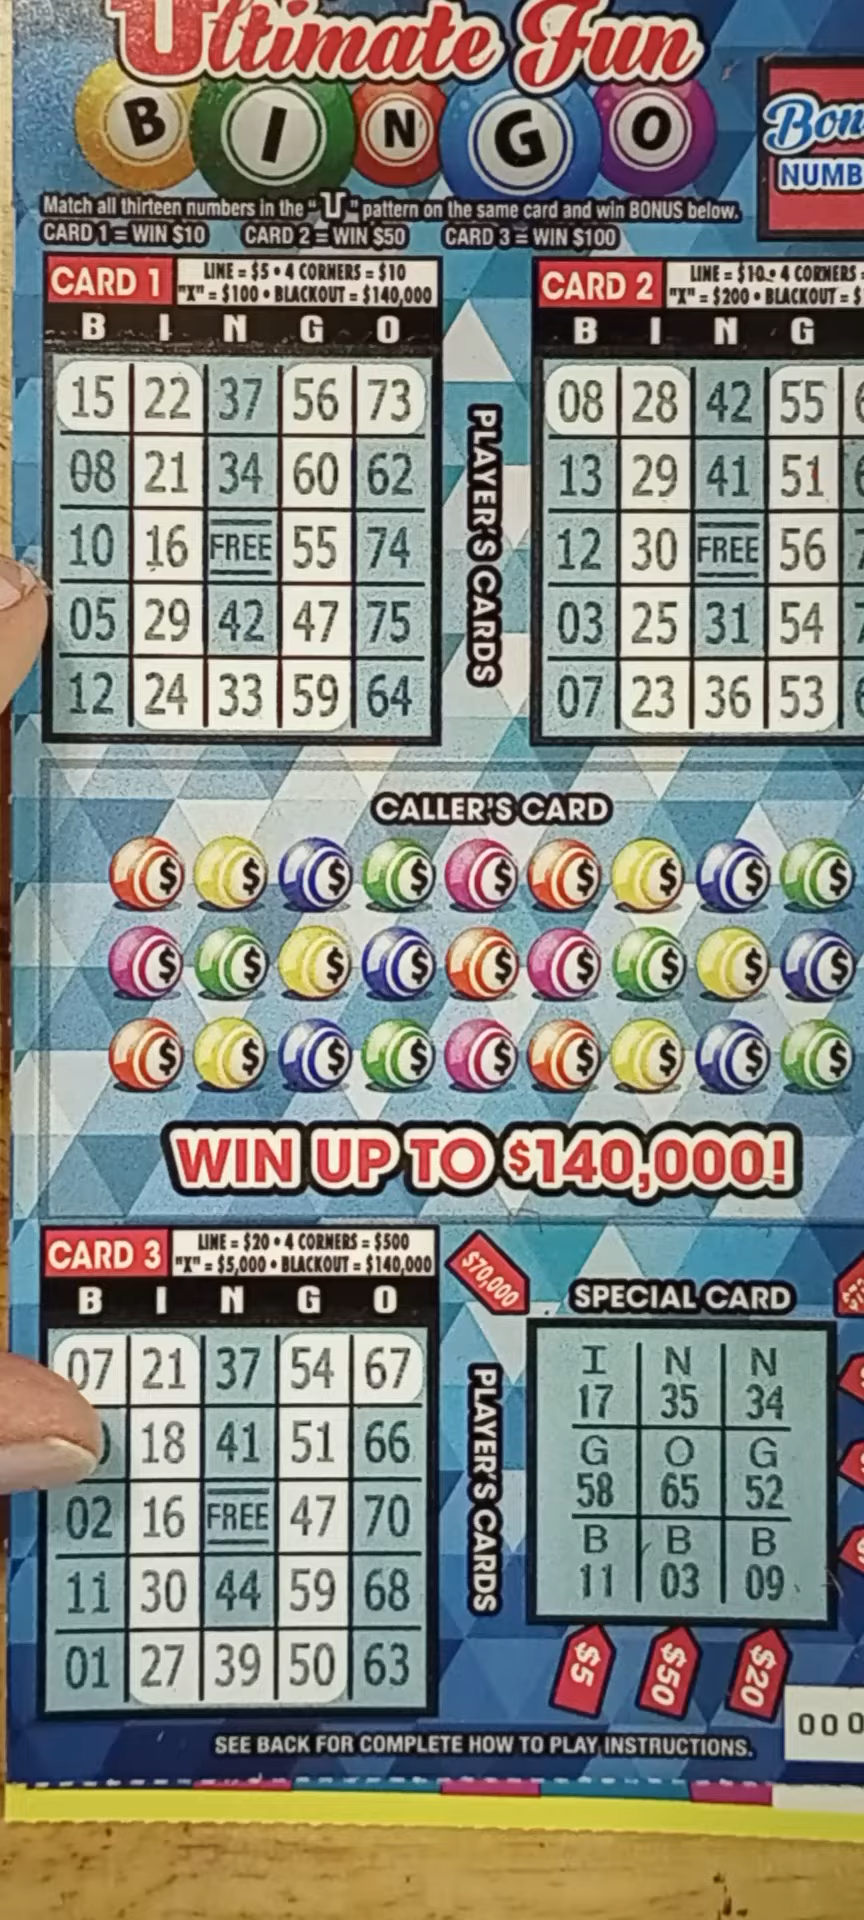 Ultimate Fun
B I N G O
Match all thirteen numbers in the "U" pattern on the same card and win BONUS below.
CARD 1 = WIN $10 CARD 2 = WIN $50 CARD 3 = WIN $100
Bon
NUMB
CARD 1
LINE = $5 • 4 CORNERS = $10
"X" = $100 • BLACKOUT = $140,000
B I N G O
15 22 37 56 73
08 21 34 60 62
10 16 FREE 55 74
05 29 42 47 75
12 24 33 59 64
PLAYER'S CARDS
CARD 2
LINE = $10 • 4 CORNERS =
"X" = $200 • BLACKOUT = $
B I N G
08 28 42 55
13 29 41 51
12 30 FREE 56
03 25 31 54
07 23 36 53
CALLER'S CARD
$ $ $ $ $ $ $ $ $
$ $ $ $ $ $ $ $ $
$ $ $ $ $ $ $ $ $
WIN UP TO $140,000!
CARD 3
LINE = $20 • 4 CORNERS = $500
"X" = $5,000 • BLACKOUT = $140,000
B I N G O
07 21 37 54 67
18 41 51 66
02 16 FREE 47 70
11 30 44 59 68
01 27 39 50 63
PLAYER'S CARDS
$70,000
SPECIAL CARD
I N N
17 35 34
G O G
58 65 52
B B B
11 03 09
$5 $50 $20
000
SEE BACK FOR COMPLETE HOW TO PLAY INSTRUCTIONS.